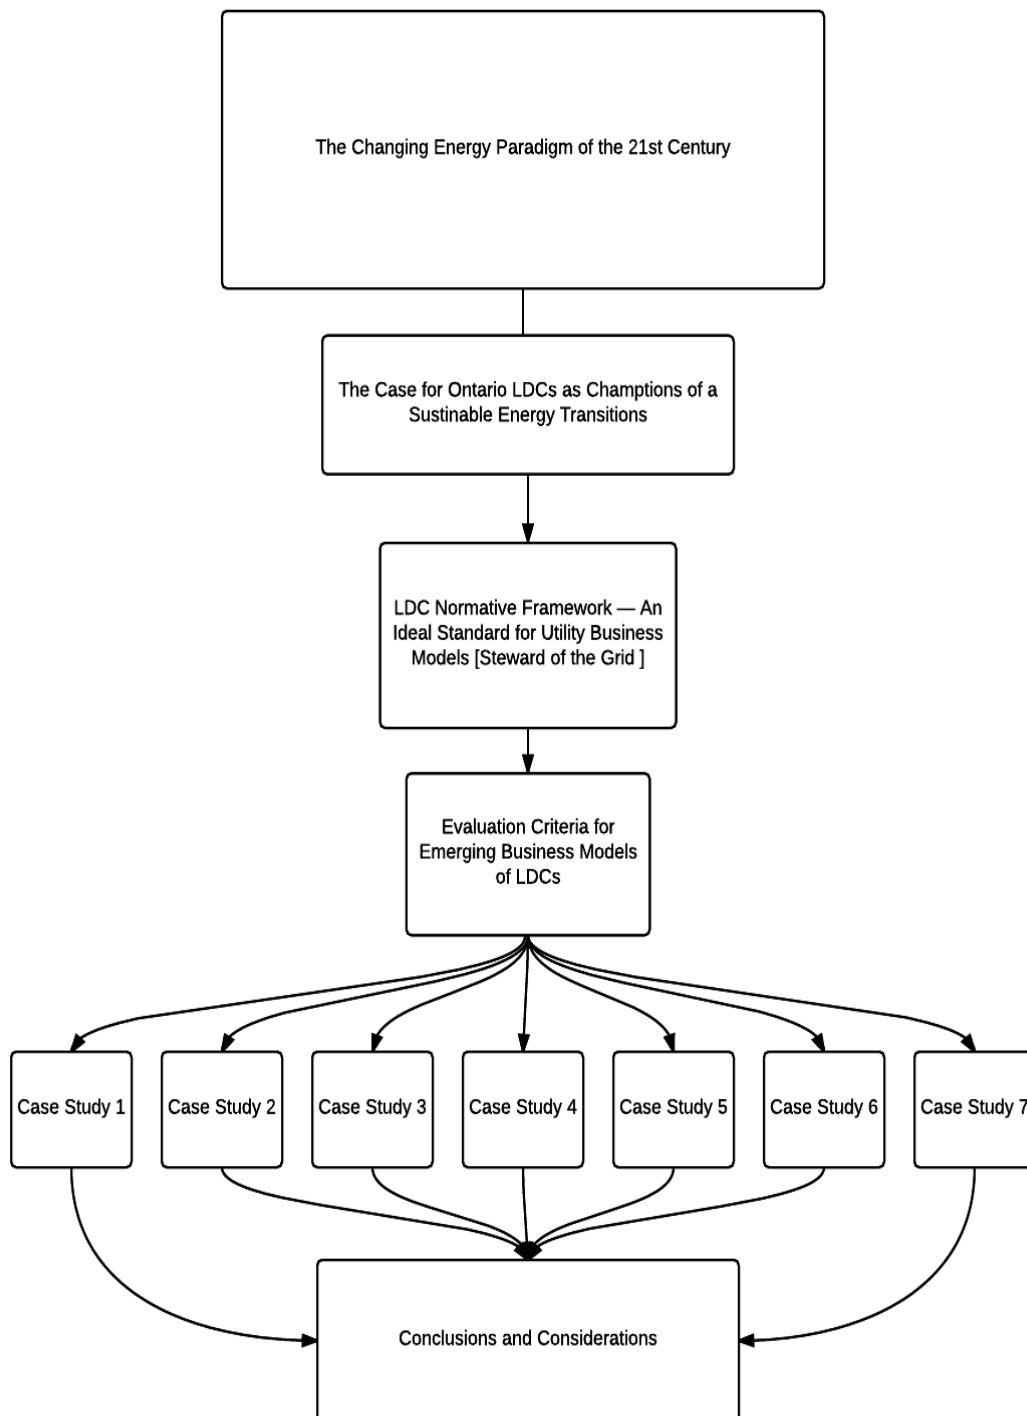 The Changing Energy Paradigm of the 21st Century
The Case for Ontario LDCs as Champtions of a
Sustinable Energy Transitions
LDC Normative Framework — An
Ideal Standard for Utility Business
Models [Steward of the Grid ]
Evaluation Criteria for
Emerging Business Models
of LDCs
Case Study 1
Case Study 2
Case Study 3
Case Study 4
Case Study 5
Case Study 6
Case Study 7
Conclusions and Considerations